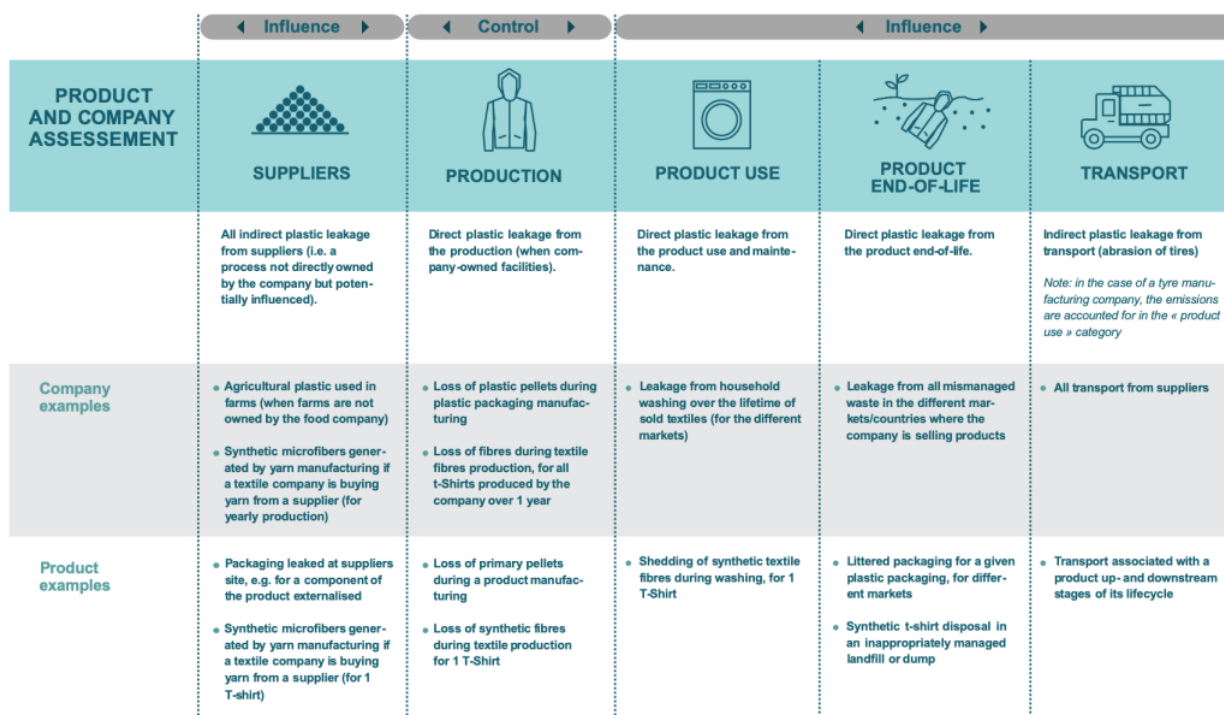 Influence
Control
Influence
PRODUCT
AND COMPANY
ASSESSEMENT
SUPPLIERS
PRODUCTION
PRODUCT USE
PRODUCT
END-OF-LIFE
TRANSPORT
All indirect plastic leakage
from suppliers (i.e. a
process not directly owned
by the company but poten-
tially influenced).
Direct plastic leakage from
the production (when com-
pany-owned facilities).
Direct plastic leakage from
the product use and mainte-
nance.
Direct plastic leakage from
the product end-of-life.
Indirect plastic leakage from
transport (abrasion of tires)
Note: in the case of a tyre manu-
facturing company, the emissions
are accounted for in the « product
use » category
Company
examples
• Agricultural plastic used in
farms (when farms are not
owned by the food company)
• Synthetic microfibers gener-
ated by yarn manufacturing if
a textile company is buying
yarn from a supplier (for
yearly production)
• Loss of plastic pellets during
plastic packaging manufac-
turing
• Loss of fibres during textile
fibres production, for all
t-Shirts produced by the
company over 1 year
• Leakage from household
washing over the lifetime of
sold textiles (for the different
markets)
• Leakage from all mismanaged
waste in the different mar-
kets/countries where the
company is selling products
• All transport from suppliers
Product
examples
• Packaging leaked at suppliers
site, e.g. for a component of
the product externalised
• Synthetic microfibers gener-
ated by yarn manufacturing if
a textile company is buying
yarn from a supplier (for 1
T-shirt)
• Loss of primary pellets
during a product manufac-
turing
• Loss of synthetic fibres
during textile production
for 1 T-Shirt
• Shedding of synthetic textile
fibres during washing, for 1
T-Shirt
• Littered packaging for a given
plastic packaging, for differ-
ent markets
• Synthetic t-shirt disposal in
an inappropriately managed
landfill or dump
• Transport associated with a
product up- and downstream
stages of its lifecycle